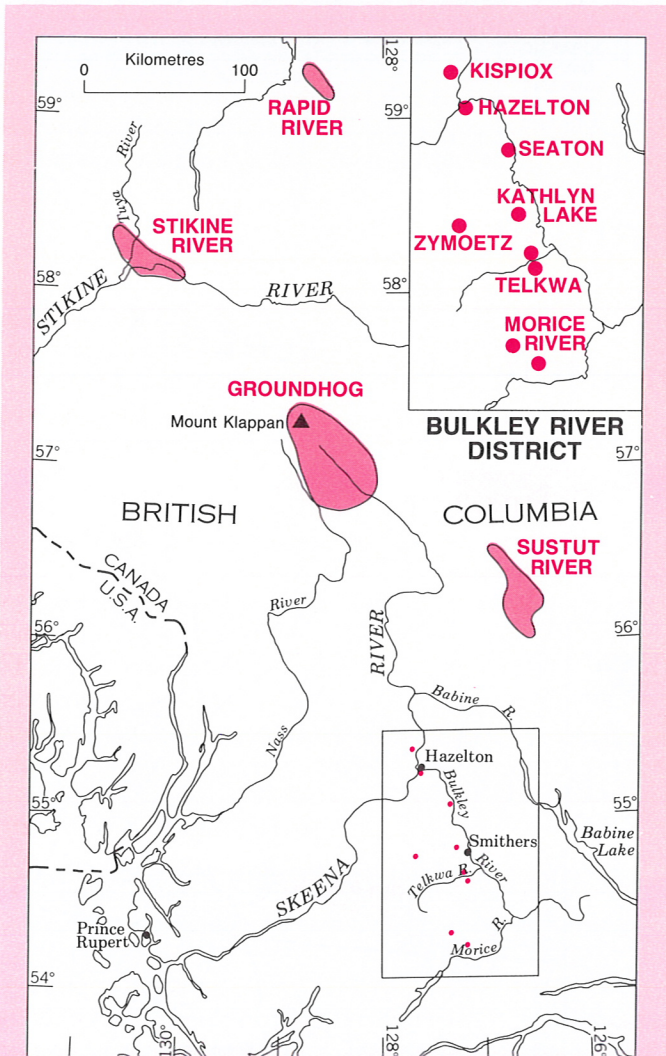 Kilometres
0 100
128°
59°
59°
RAPID
RIVER
River
Tuya
STIKINE
RIVER
58°
58°
STIKINE
RIVER
KISPIOX
HAZELTON
SEATON
KATHLYN
LAKE
ZYMOETZ
TELKWA
MORICE
RIVER
BULKLEY RIVER
DISTRICT
GROUNDHOG
Mount Klappan
57°
57°
BRITISH COLUMBIA
SUSTUT
RIVER
CANADA
U.S.A.
56°
56°
River
Nass
RIVER
SKEENA
Babine R.
Hazelton
Bulkley
River
Smithers
Telkwa R.
Morice R.
55°
55°
Babine
Lake
Prince
Rupert
54°
130°
128°
126°